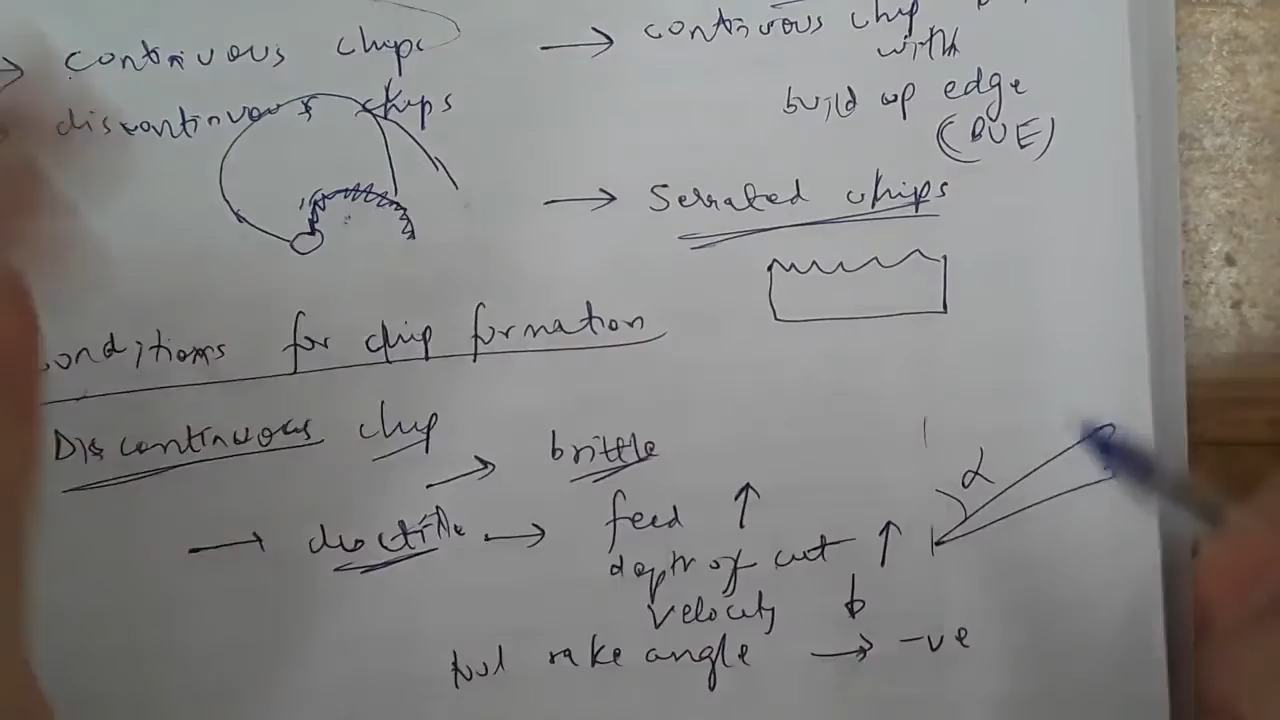 → continuous chips → continuous chip
with
build up edge
(BUE)
discontinuous chips
→ Serrated chips
conditions for chip formation
Discontinuous chip
→ brittle
→ ductile → feed ↑
depth of cut ↑
velocity
tool rake angle → -ve
α